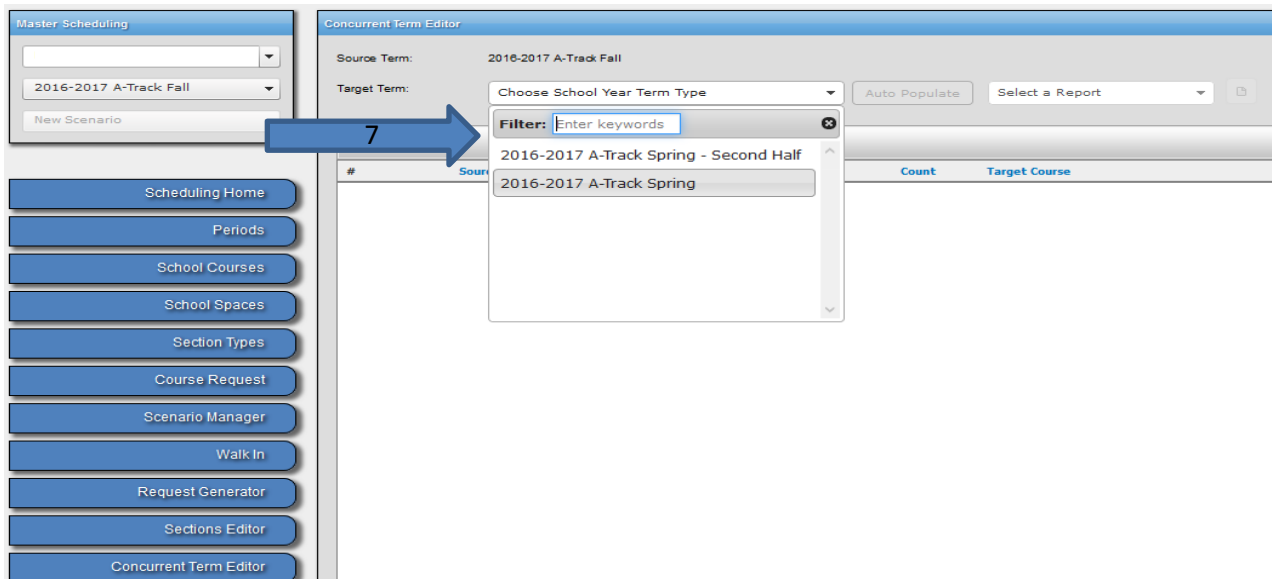 Master Scheduling
2016-2017 A-Track Fall
New Scenario
Scheduling Home
Periods
School Courses
School Spaces
Section Types
Course Request
Scenario Manager
Walk In
Request Generator
Sections Editor
Concurrent Term Editor
7
Concurrent Term Editor
Source Term: 2016-2017 A-Track Fall
Target Term: Choose School Year Term Type Auto Populate Select a Report
Filter: Enter keywords
2016-2017 A-Track Spring - Second Half
2016-2017 A-Track Spring
# Sour Count Target Course